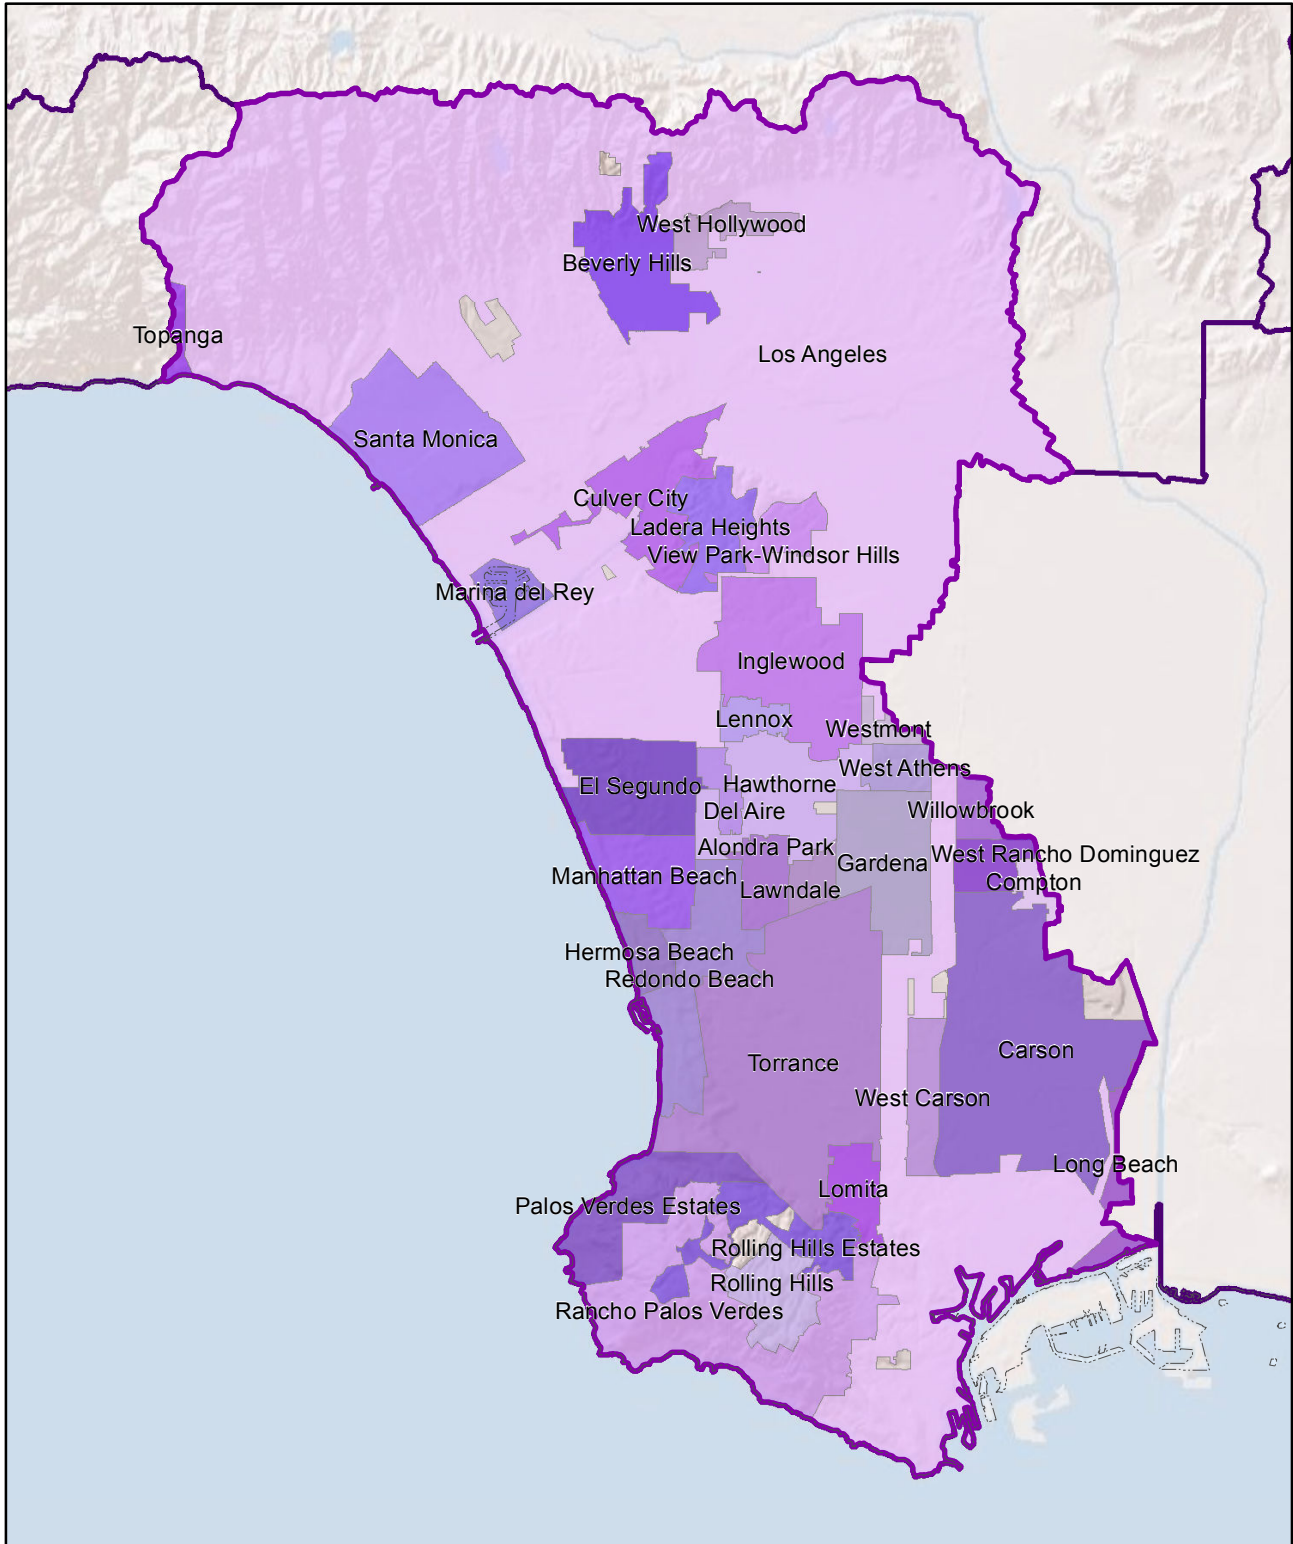 West Hollywood
Beverly Hills
Topanga
Los Angeles
Santa Monica
Culver City
Ladera Heights
View Park-Windsor Hills
Marina del Rey
Inglewood
Lennox
Westmont
West Athens
El Segundo
Hawthorne
Del Aire
Willowbrook
Alondra Park
West Rancho Dominguez
Gardena
Manhattan Beach
Compton
Lawndale
Hermosa Beach
Redondo Beach
Carson
Torrance
West Carson
Long Beach
Lomita
Palos Verdes Estates
Rolling Hills Estates
Rolling Hills
Rancho Palos Verdes